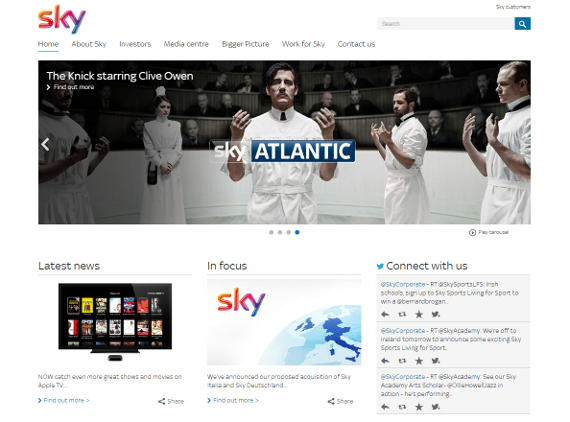 sky
Sky customers
Search
Home About Sky Investors Media centre Bigger Picture Work for Sky Contact us
The Knick starring Clive Owen
Find out more
sky ATLANTIC
Play carousel
Latest news
NOW catch even more great shows and movies on
Apple TV...
Find out more >
Share
In focus
sky
We've announced our proposed acquisition of Sky
Italia and Sky Deutschland...
Find out more >
Share
Connect with us
@SkyCorporate - RT @SkySportsLFS: Irish
schools, sign up to Sky Sports Living for Sport to
win a @bernardbrogan..
@SkyCorporate - RT @SkyAcademy: We're off to
Ireland tomorrow to announce some exciting Sky
Sports Living for Sport..
@SkyCorporate - RT @SkyAcademy: See our Sky
Academy Arts Scholar- @OllieHowellJazz in
action - he's performing..